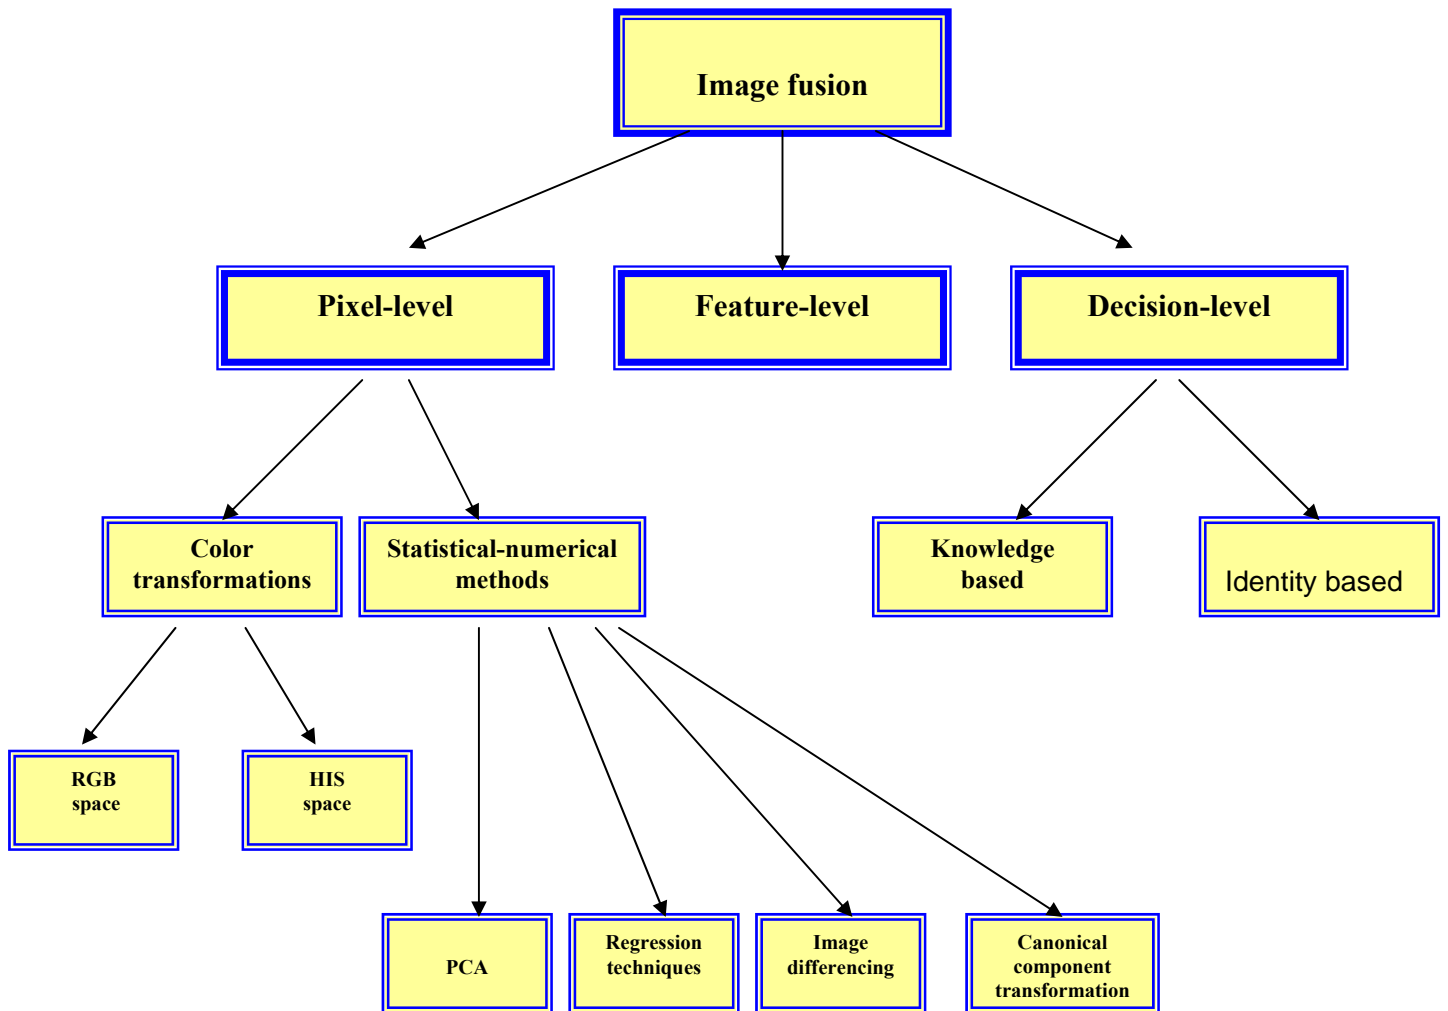 Image fusion
Pixel-level
Feature-level
Decision-level
Color
transformations
Statistical-numerical
methods
Knowledge
based
Identity based
RGB
space
HIS
space
PCA
Regression
techniques
Image
differencing
Canonical
component
transformation